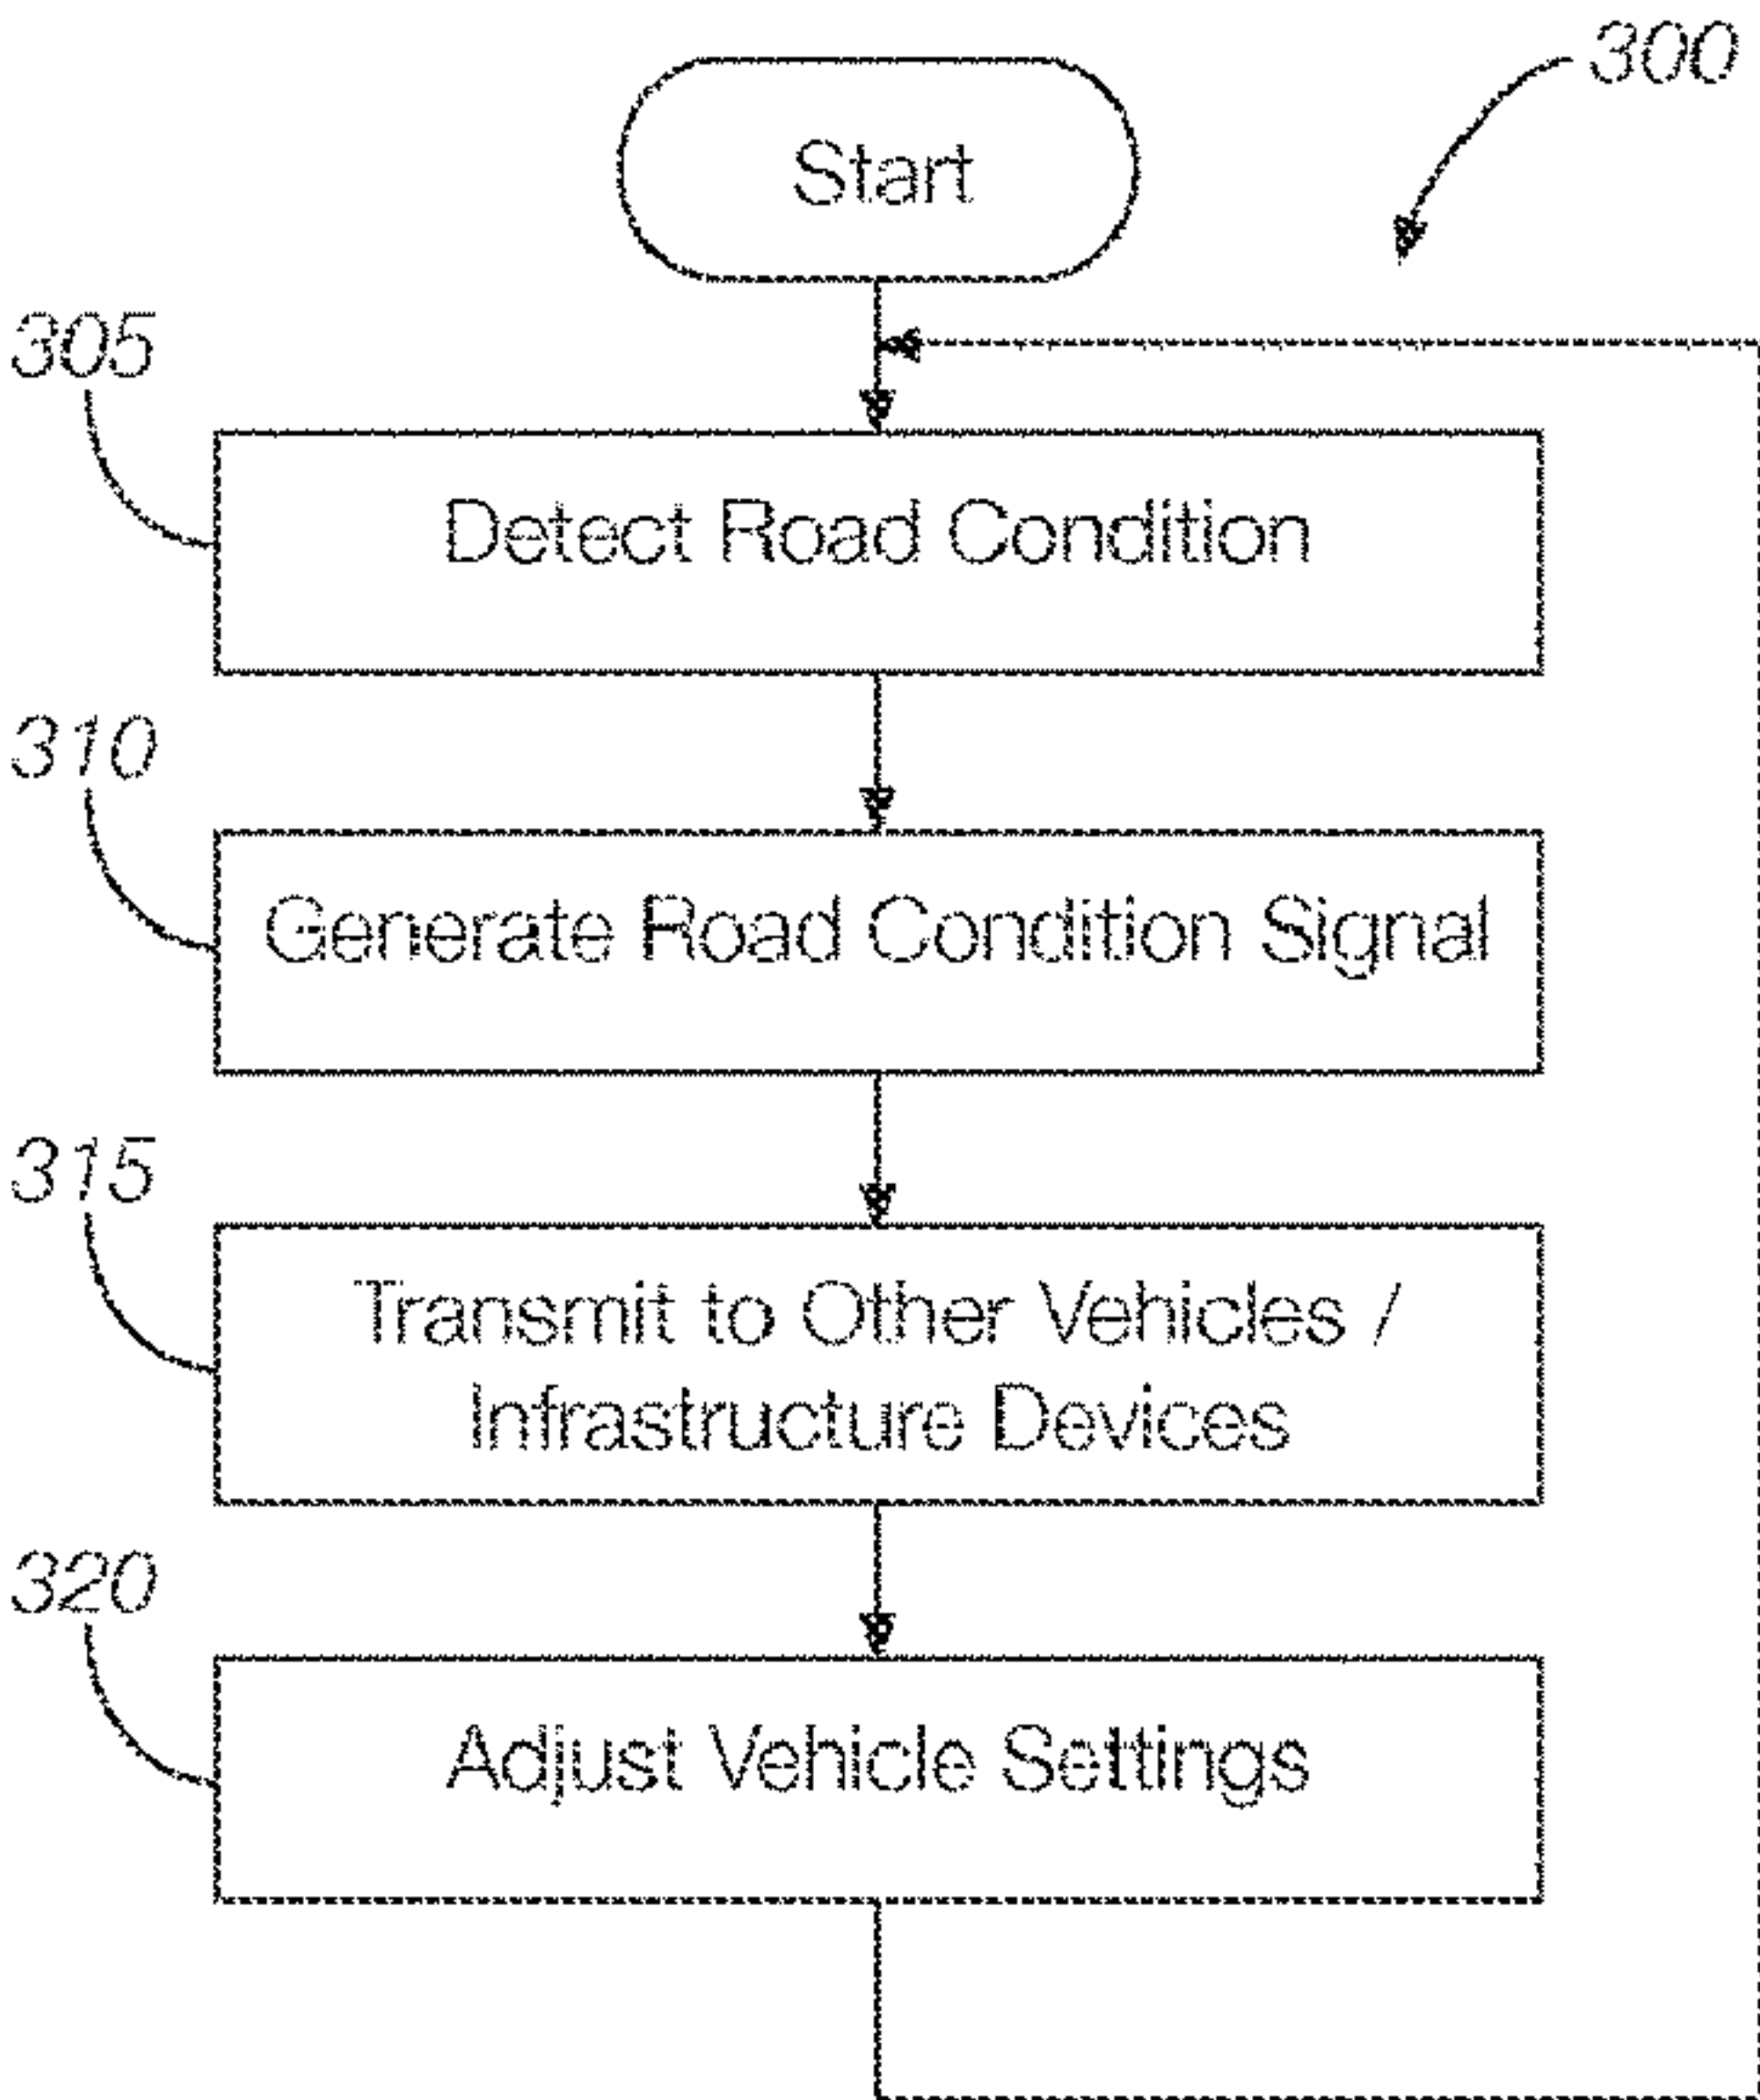 300
Start
305
Detect Road Condition
310
Generate Road Condition Signal
315
Transmit to Other Vehicles /
Infrastructure Devices
320
Adjust Vehicle Settings